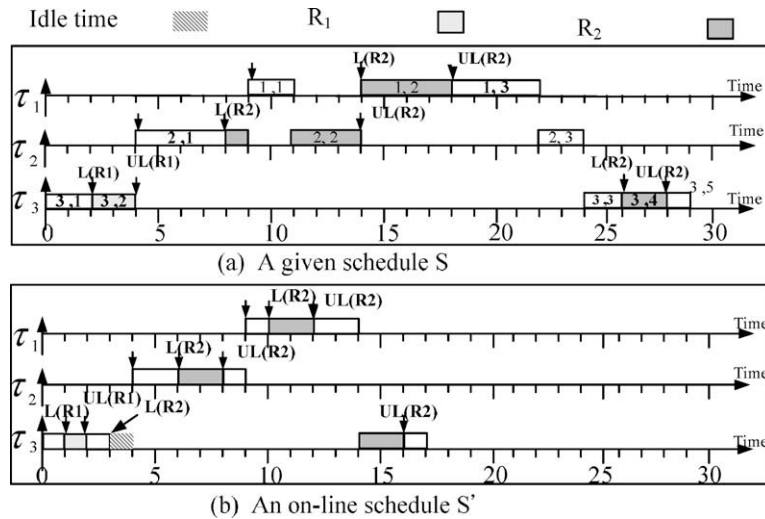 Idle time R1 R2
L(R2) UL(R2)
τ1 1,1 1,2 1,3 Time
L(R2) UL(R2)
τ2 2,1 2,2 2,3 Time
L(R1) UL(R1) L(R2) UL(R2)
τ3 3,1 3,2 3,3 3,4 3,5 Time
0 5 10 15 20 25 30
(a) A given schedule S
L(R2) UL(R2)
τ1 Time
L(R2) UL(R2)
τ2 Time
L(R1) UL(R1) L(R2) UL(R2)
τ3 Time
0 5 10 15 20 25 30
(b) An on-line schedule S'